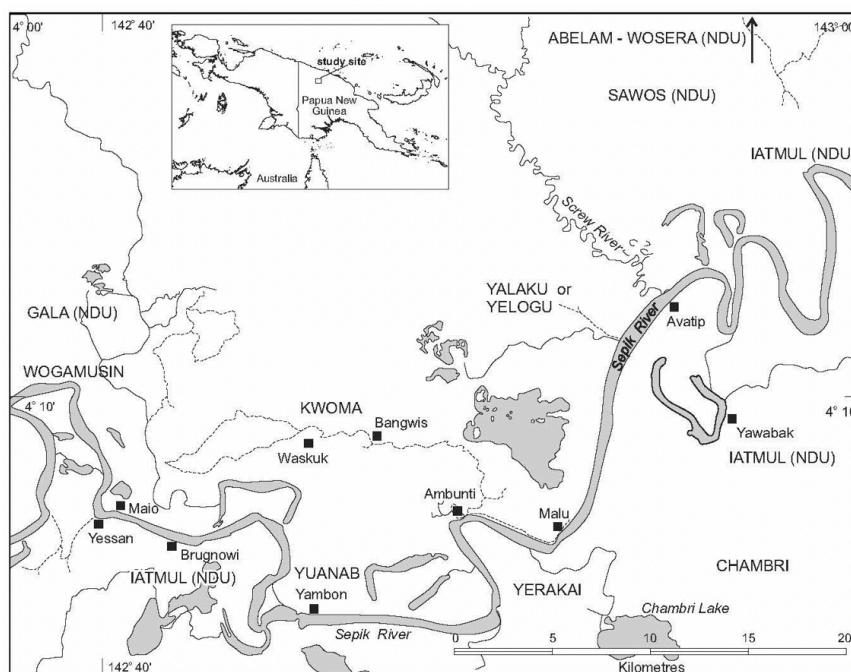 4° 00'
142° 40'
143° 00'
ABELAM - WOSERA (NDU)
study site
SAWOS (NDU)
Papua New
Guinea
Australia
IATMUL (NDU)
Screw River
YALAKU or
YELOGU
GALA (NDU)
Sepik River
Avatip
WOGAMUSIN
4° 10'
KWOMA
Bangwis
Waskuk
4° 10'
Yawabak
IATMUL (NDU)
Ambunti
Maio
Malu
Yessan
Brugnowi
IATMUL (NDU)
YUANAB
YERAKAI
CHAMBRI
Yambon
Sepik River
Chambri Lake
0 5 10 15 20
Kilometres
142° 40'